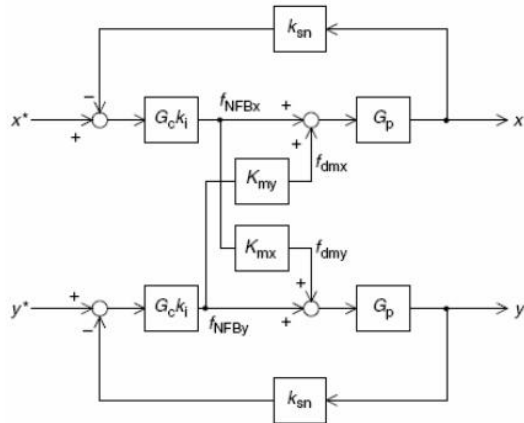 k_sn
−
f_NFBx
x*
+
G_c k_i
+
+
G_p
x
f_dmx
K_my
K_mx
f_dmy
y*
+
−
G_c k_i
f_NFBy
+
+
G_p
y
k_sn